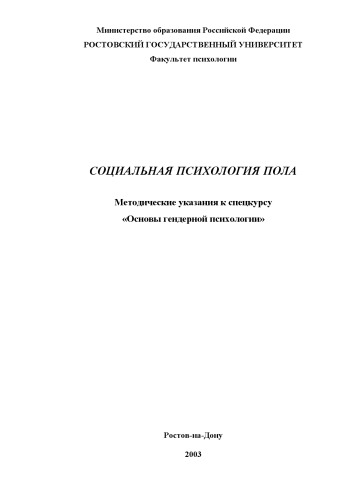 Министерство образования Российской Федерации
РОСТОВСКИЙ ГОСУДАРСТВЕННЫЙ УНИВЕРСИТЕТ
Факультет психологии
СОЦИАЛЬНАЯ ПСИХОЛОГИЯ ПОЛА
Методические указания к спецкурсу
«Основы гендерной психологии»
Ростов-на-Дону
2003